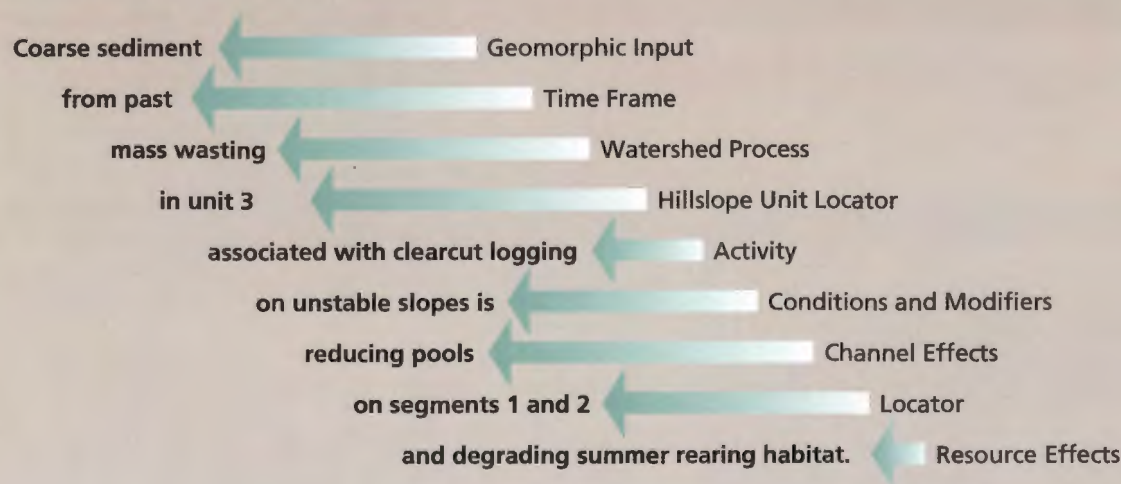 Coarse sediment Geomorphic Input
from past Time Frame
mass wasting Watershed Process
in unit 3 Hillslope Unit Locator
associated with clearcut logging Activity
on unstable slopes is Conditions and Modifiers
reducing pools Channel Effects
on segments 1 and 2 Locator
and degrading summer rearing habitat. Resource Effects